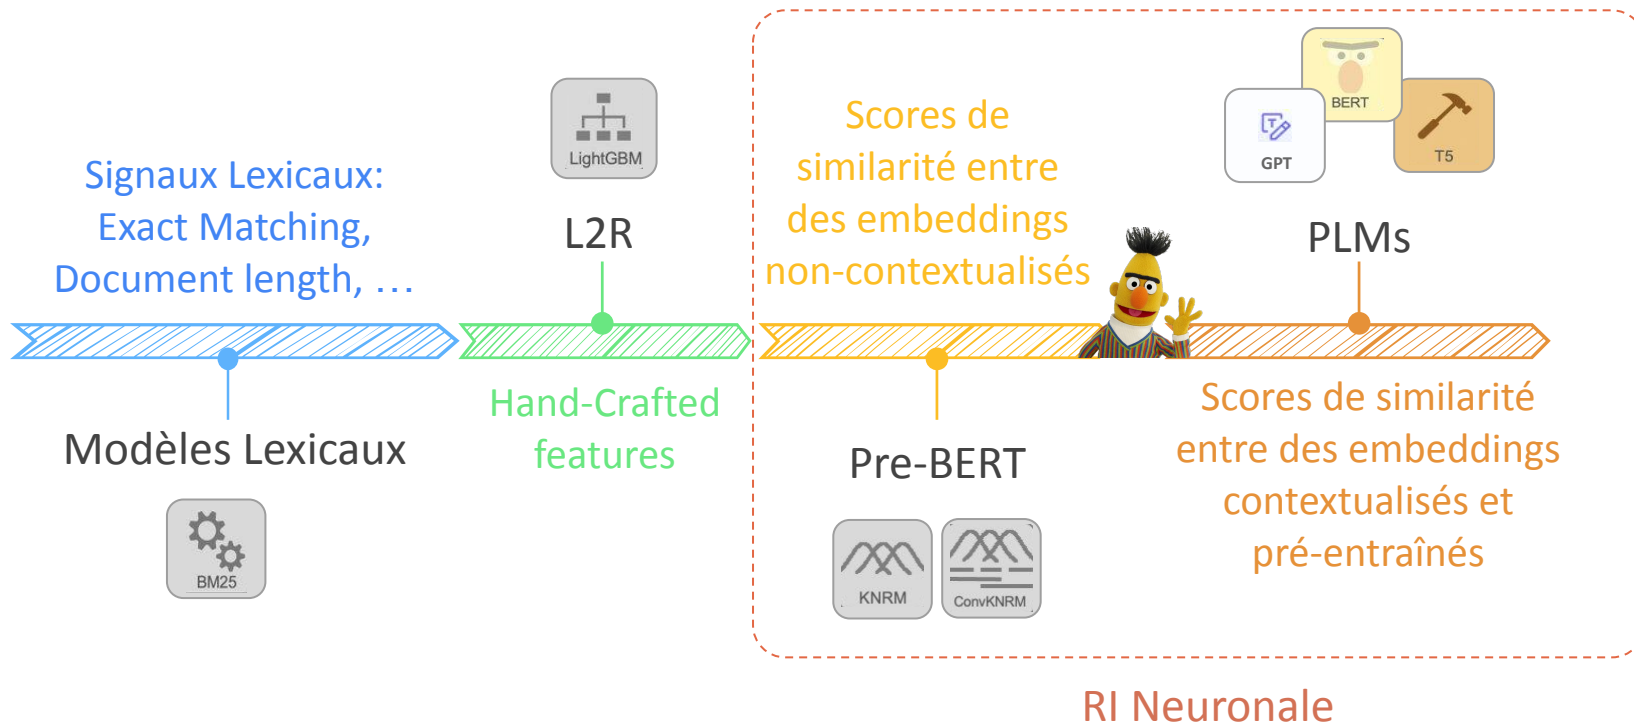 Signaux Lexicaux:
Exact Matching,
Document length, ...
Modèles Lexicaux
BM25
LightGBM
L2R
Hand-Crafted
features
Scores de
similarité entre
des embeddings
non-contextualisés
Pre-BERT
KNRM
ConvKNRM
BERT
GPT
T5
PLMs
Scores de similarité
entre des embeddings
contextualisés et
pré-entraînés
RI Neuronale